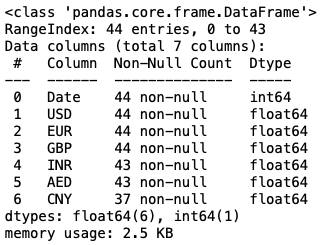 <class 'pandas.core.frame.DataFrame'>
RangeIndex: 44 entries, 0 to 43
Data columns (total 7 columns):
 #   Column  Non-Null Count  Dtype
---  ------  --------------  -----
 0   Date    44 non-null     int64
 1   USD     44 non-null     float64
 2   EUR     44 non-null     float64
 3   GBP     44 non-null     float64
 4   INR     43 non-null     float64
 5   AED     43 non-null     float64
 6   CNY     37 non-null     float64
dtypes: float64(6), int64(1)
memory usage: 2.5 KB